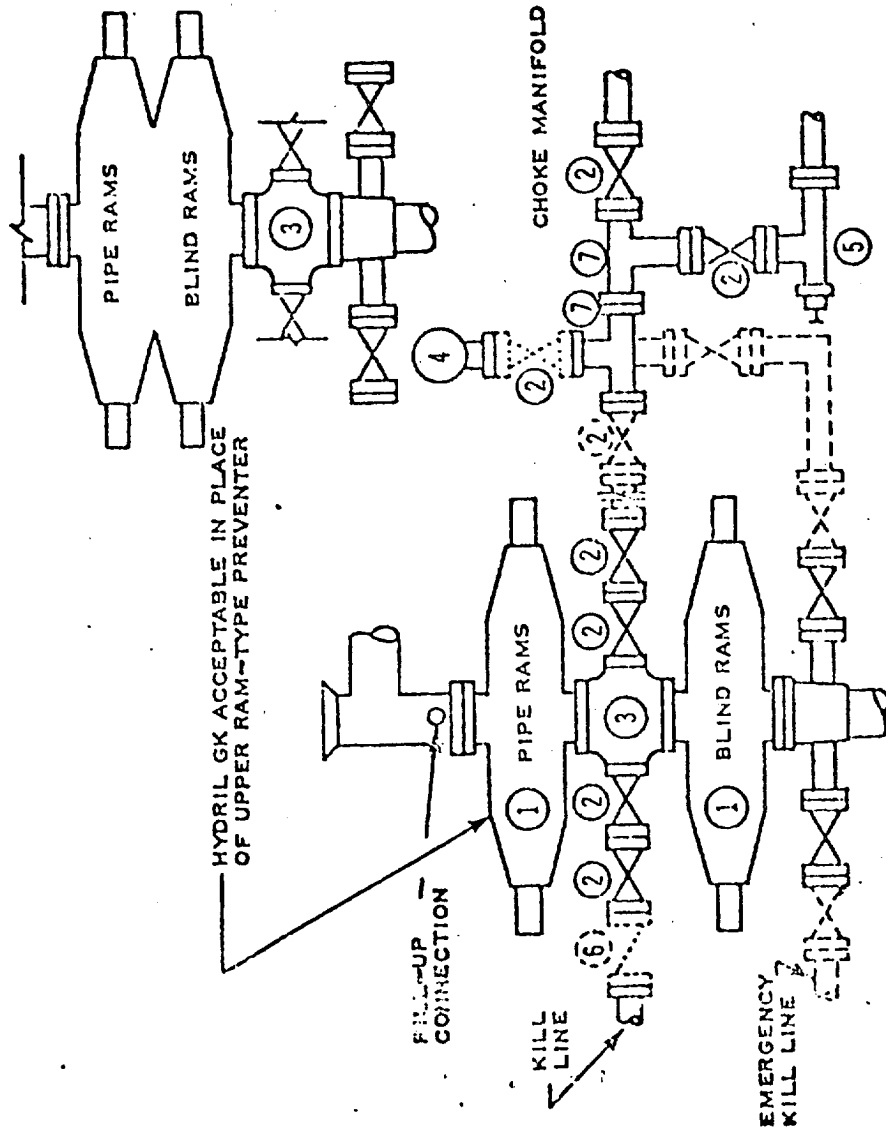 HYDRIL GK ACCEPTABLE IN PLACE
OF UPPER RAM-TYPE PREVENTER
PIPE RAMS
BLIND RAMS
3
FILL-UP
CONNECTION
KILL
LINE
EMERGENCY
KILL LINE
1
PIPE RAMS
6
2
2
3
2
2
2
4
2
7
7
2
CHOKE MANIFOLD
2
5
1
BLIND RAMS